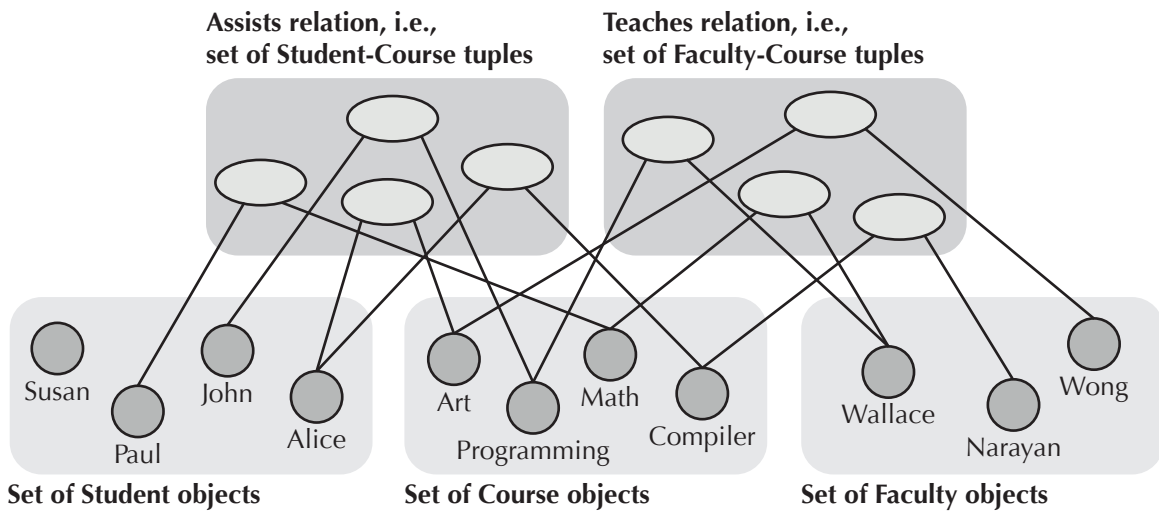 Assists relation, i.e.,
set of Student-Course tuples
Teaches relation, i.e.,
set of Faculty-Course tuples
Susan
Paul
John
Alice
Art
Programming
Math
Compiler
Wallace
Narayan
Wong
Set of Student objects
Set of Course objects
Set of Faculty objects